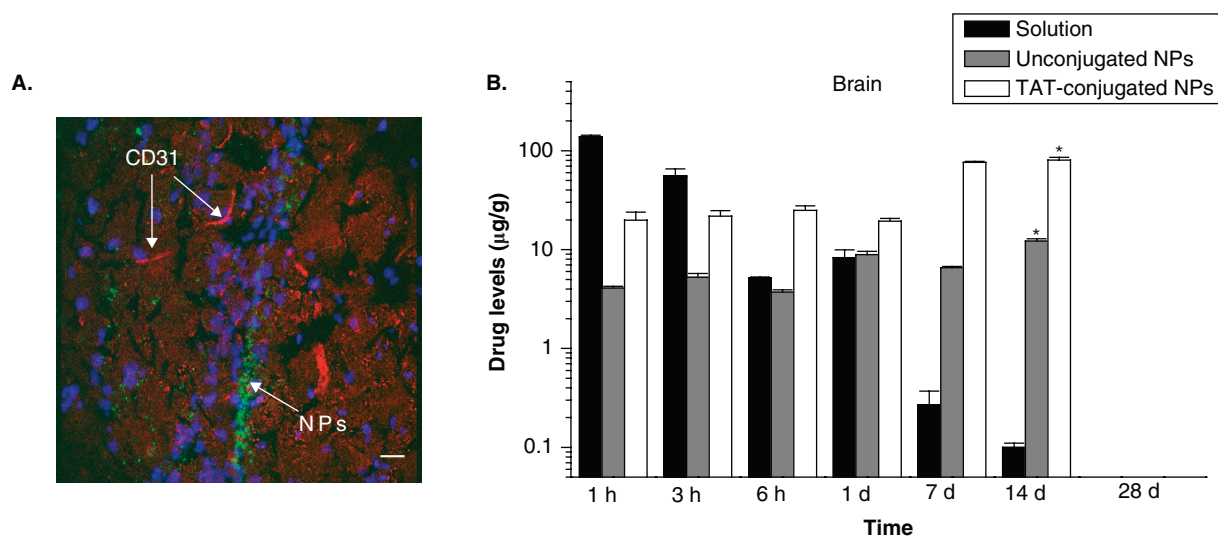 Solution
Unconjugated NPs
TAT-conjugated NPs
A.
CD31
NPs
B.
Brain
Drug levels (µg/g)
100
10
1
0.1
*
*
1 h 3 h 6 h 1 d 7 d 14 d 28 d
Time